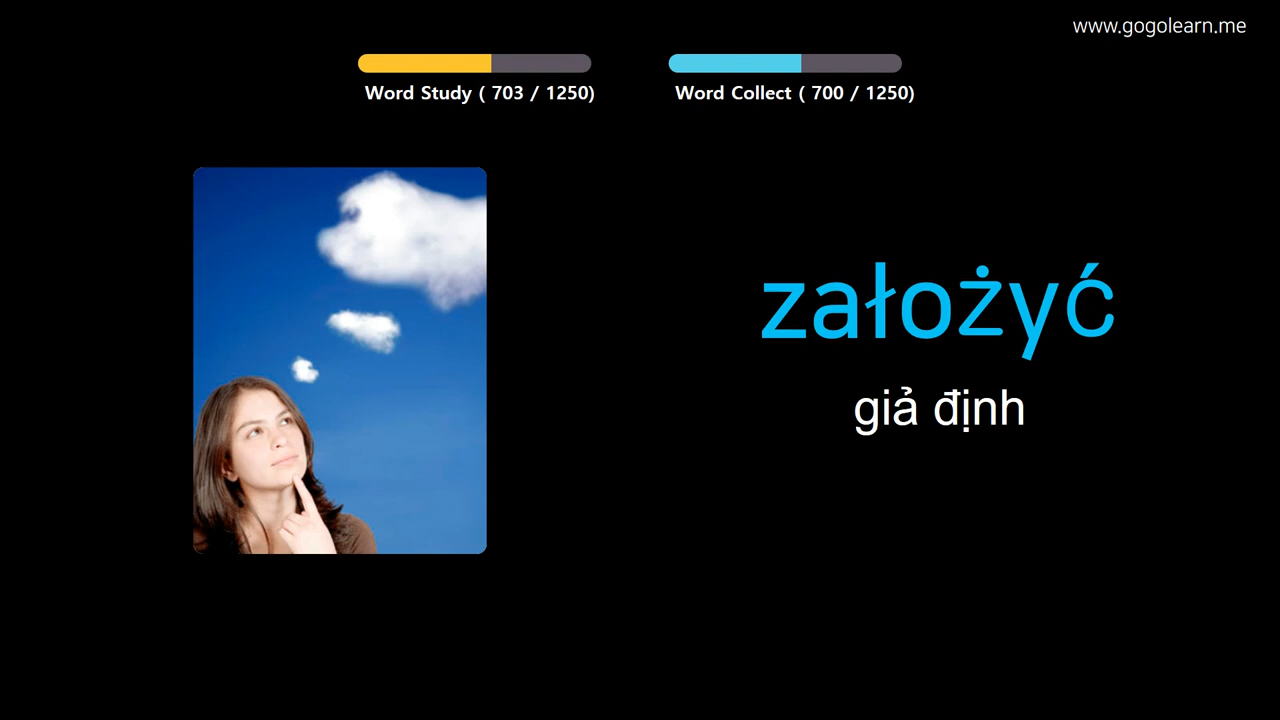 www.gogolearn.me
Word Study ( 703 / 1250)
Word Collect ( 700 / 1250)
założyć
giả định